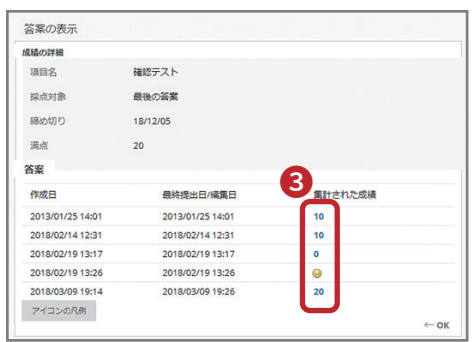 答案の表示
成績の詳細
項目名 確認テスト
採点対象 最後の答案
締め切り 18/12/05
満点 20
答案
3
作成日 最終提出日/編集日 集計された成績
2013/01/25 14:01 2013/01/25 14:01 10
2018/02/14 12:31 2018/02/14 12:31 10
2018/02/19 13:17 2018/02/19 13:17 0
2018/02/19 13:26 2018/02/19 13:26
2018/03/09 19:14 2018/03/09 19:26 20
アイコンの凡例
← OK